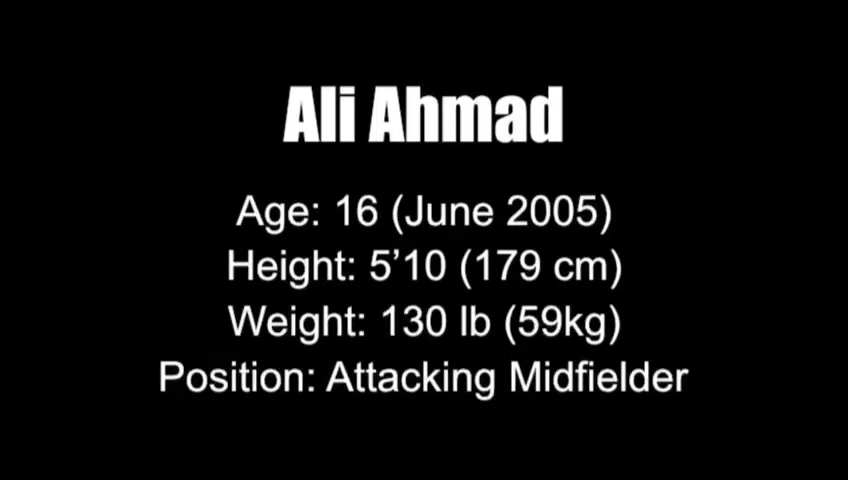 Ali Ahmad
Age: 16 (June 2005)
Height: 5’10 (179 cm)
Weight: 130 lb (59kg)
Position: Attacking Midfielder